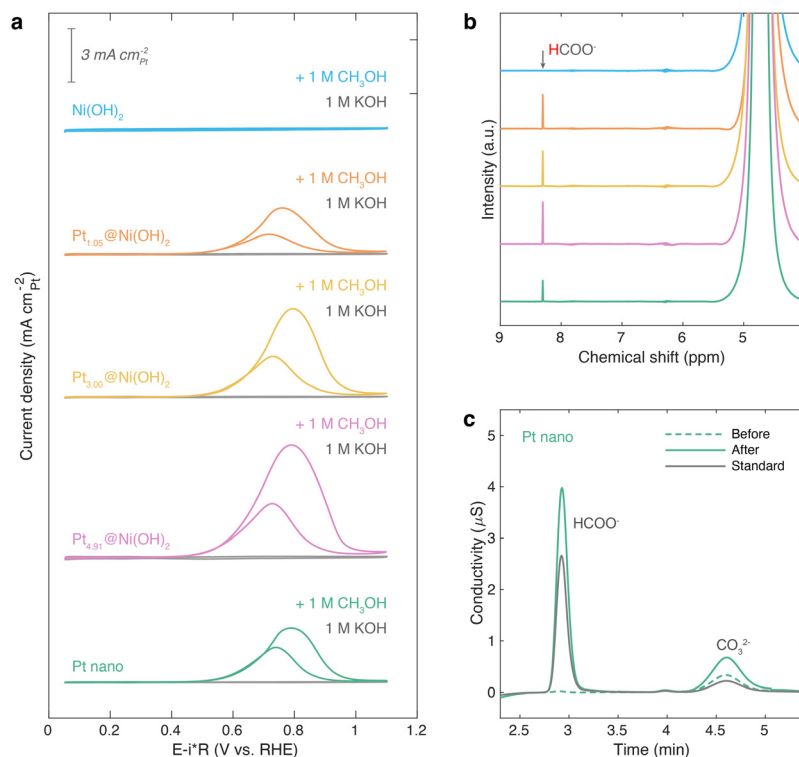 a
3 mA cm⁻²Pt
+ 1 M CH₃OH
1 M KOH
Ni(OH)₂
+ 1 M CH₃OH
1 M KOH
Pt₁.₀₅@Ni(OH)₂
+ 1 M CH₃OH
1 M KOH
Pt₃.₀₀@Ni(OH)₂
+ 1 M CH₃OH
1 M KOH
Pt₄.₉₁@Ni(OH)₂
+ 1 M CH₃OH
1 M KOH
Pt nano
Current density (mA cm⁻²Pt)
0 0.2 0.4 0.6 0.8 1 1.2
E-i*R (V vs. RHE)
b
HCOO⁻
Intensity (a.u.)
9 8 7 6 5
Chemical shift (ppm)
c
Pt nano
Before
After
Standard
HCOO⁻
CO₃²⁻
Conductivity (µS)
5
4
3
2
1
0
2.5 3 3.5 4 4.5 5
Time (min)